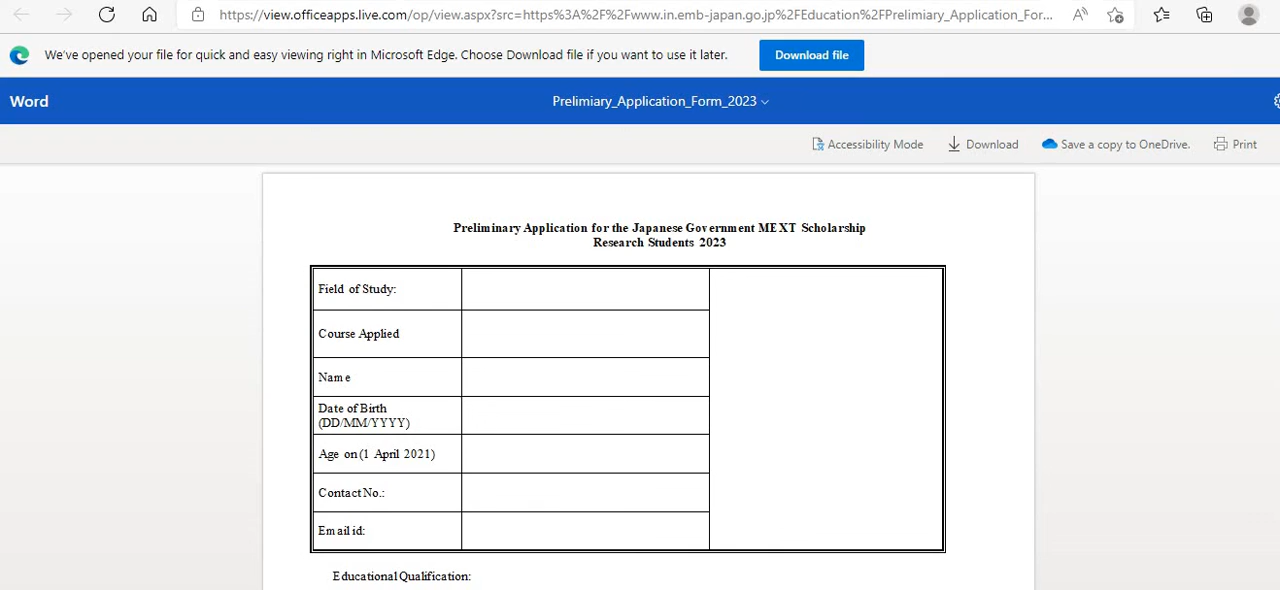 https://view.officeapps.live.com/op/view.aspx?src=https%3A%2F%2Fwww.in.emb-japan.go.jp%2FEducation%2FPrelimiary_Application_For...
We've opened your file for quick and easy viewing right in Microsoft Edge. Choose Download file if you want to use it later.
Download file
Word
Prelimiary_Application_Form_2023
Accessibility Mode
Download
Save a copy to OneDrive.
Print
Preliminary Application for the Japanese Government MEXT Scholarship
Research Students 2023
Field of Study:
Course Applied
Name
Date of Birth
(DD/MM/YYYY)
Age on (1 April 2021)
Contact No.:
Email id:
Educational Qualification: